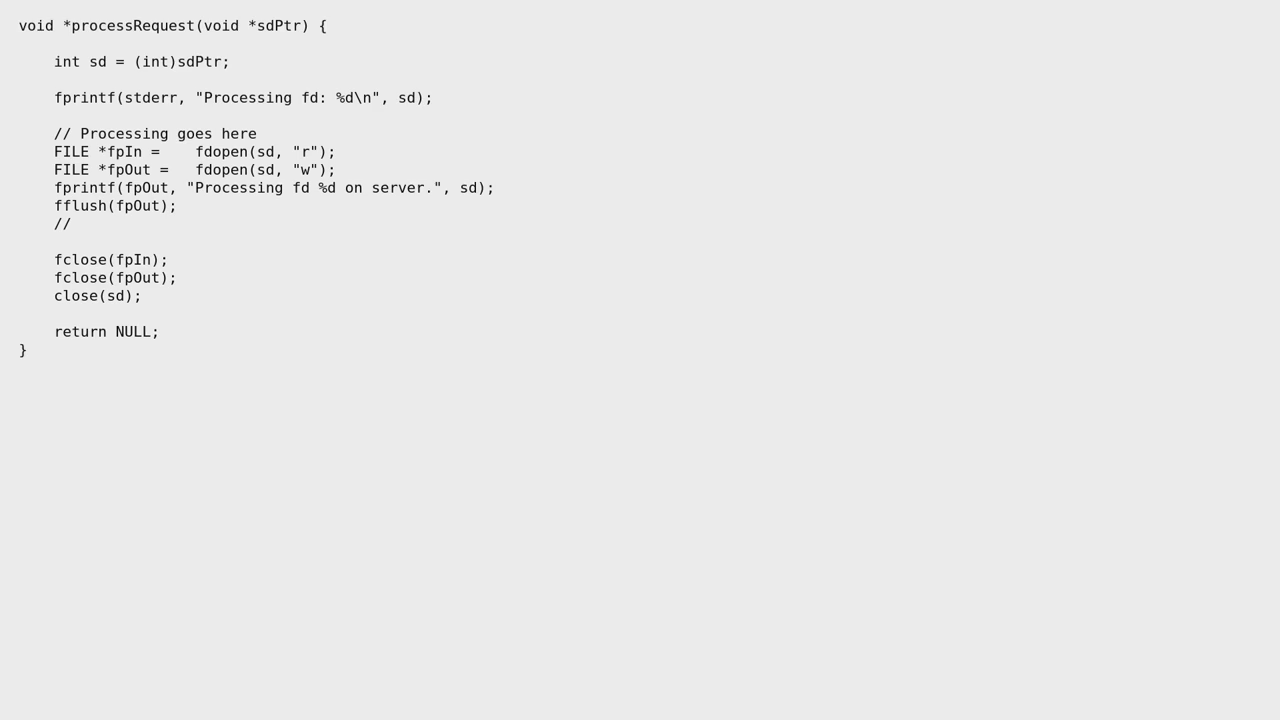 void *processRequest(void *sdPtr) {
    int sd = (int)sdPtr;
    fprintf(stderr, "Processing fd: %d\n", sd);
    // Processing goes here
    FILE *fpIn =    fdopen(sd, "r");
    FILE *fpOut =   fdopen(sd, "w");
    fprintf(fpOut, "Processing fd %d on server.", sd);
    fflush(fpOut);
    //
    fclose(fpIn);
    fclose(fpOut);
    close(sd);
    return NULL;
}